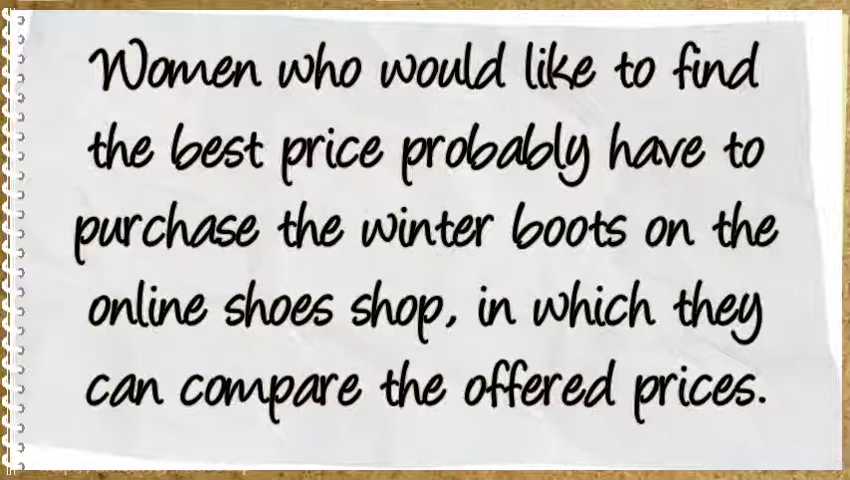 Women who would like to find
the best price probably have to
purchase the winter boots on the
online shoes shop, in which they
can compare the offered prices.